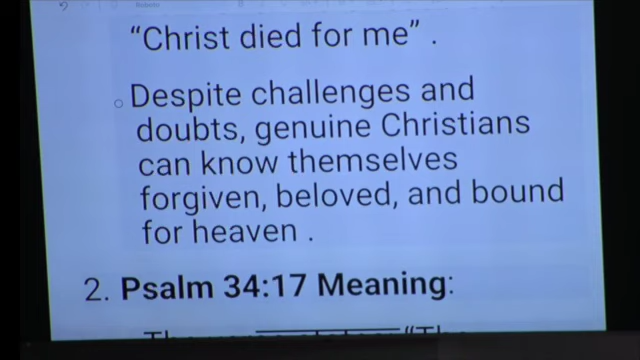 “Christ died for me” .
○ Despite challenges and
doubts, genuine Christians
can know themselves
forgiven, beloved, and bound
for heaven .
2. Psalm 34:17 Meaning: